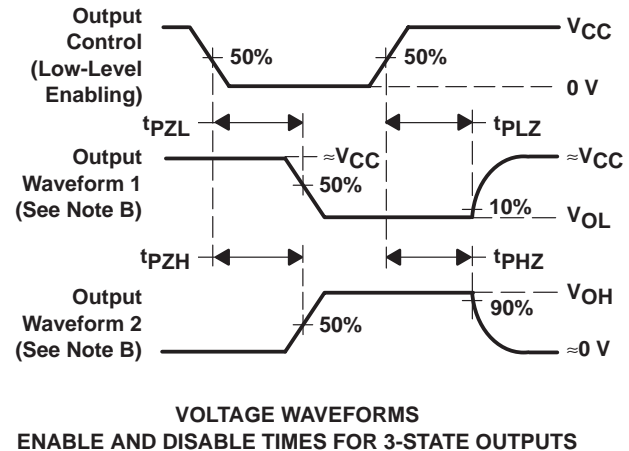 Output
Control
(Low-Level
Enabling)
50%
50%
VCC
0 V
tPZL
tPLZ
Output
Waveform 1
(See Note B)
≈VCC
50%
≈VCC
10%
VOL
tPZH
tPHZ
Output
Waveform 2
(See Note B)
50%
VOH
90%
≈0 V
VOLTAGE WAVEFORMS
ENABLE AND DISABLE TIMES FOR 3-STATE OUTPUTS